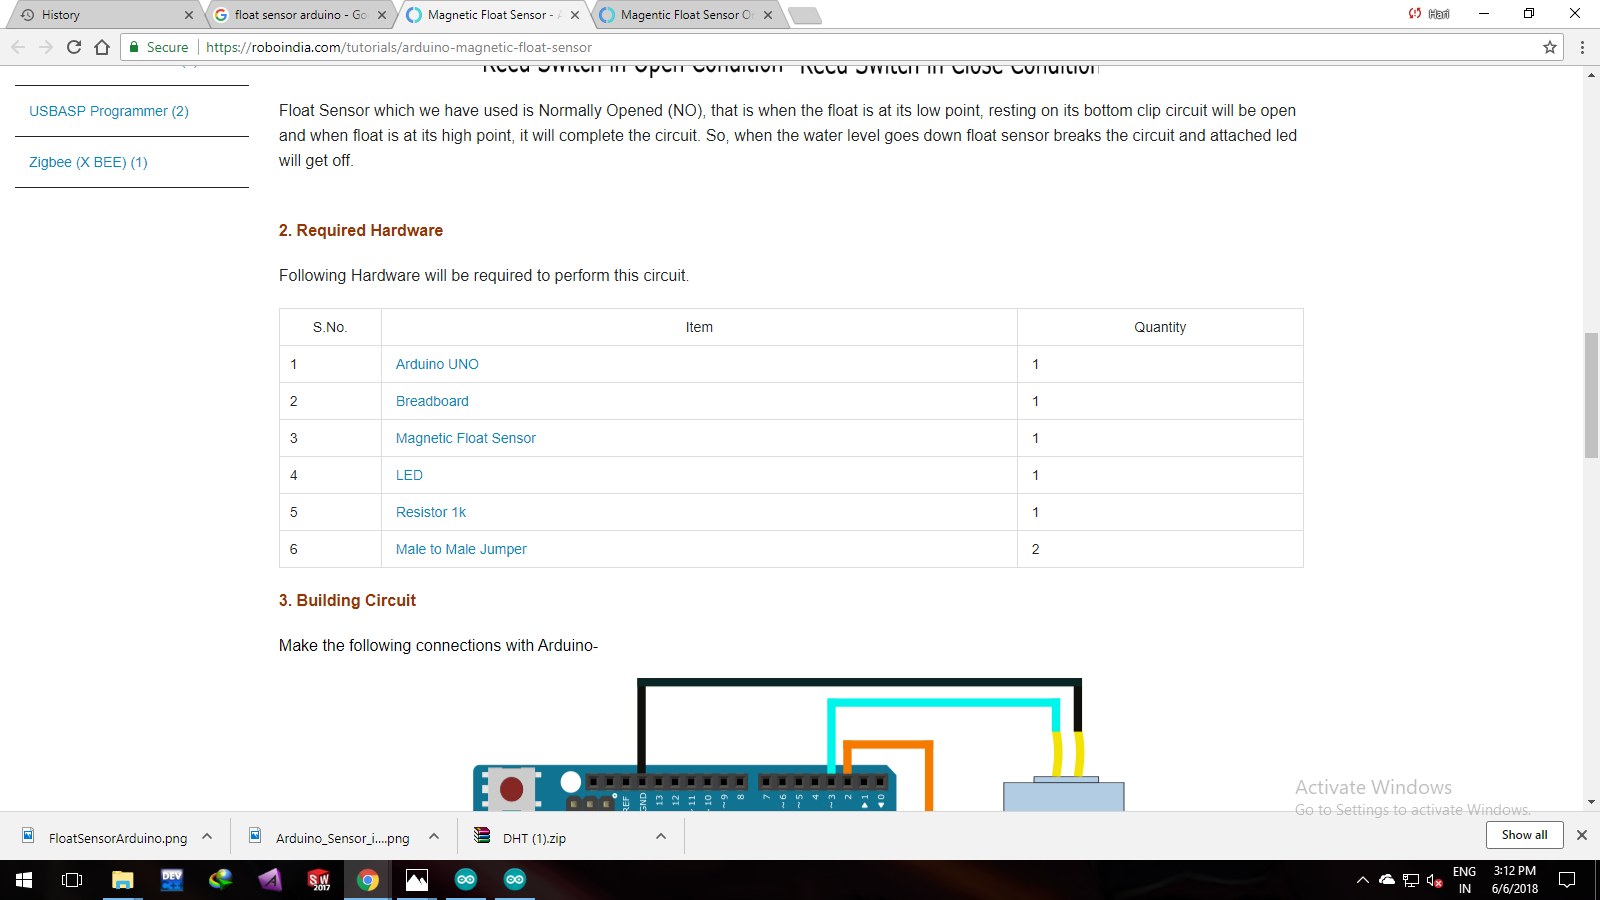 History
float sensor arduino - Go
Magnetic Float Sensor - A
Magentic Float Sensor Or
Hari
Secure
https://roboindia.com/tutorials/arduino-magnetic-float-sensor
Reed Switch in Open Condition Reed Switch in Close Condition
USBASP Programmer (2)
Zigbee (X BEE) (1)
Float Sensor which we have used is Normally Opened (NO), that is when the float is at its low point, resting on its bottom clip circuit will be open
and when float is at its high point, it will complete the circuit. So, when the water level goes down float sensor breaks the circuit and attached led
will get off.
2. Required Hardware
Following Hardware will be required to perform this circuit.
S.No. Item Quantity
1 Arduino UNO 1
2 Breadboard 1
3 Magnetic Float Sensor 1
4 LED 1
5 Resistor 1k 1
6 Male to Male Jumper 2
3. Building Circuit
Make the following connections with Arduino-
REF GND 13 12 ~11 ~10 ~9 8 7 ~6 ~5 4 ~3 2 1 0
Activate Windows
Go to Settings to activate Windows.
FloatSensorArduino.png
Arduino_Sensor_i....png
DHT (1).zip
Show all
DEV
SW
2017
ENG
IN
3:12 PM
6/6/2018